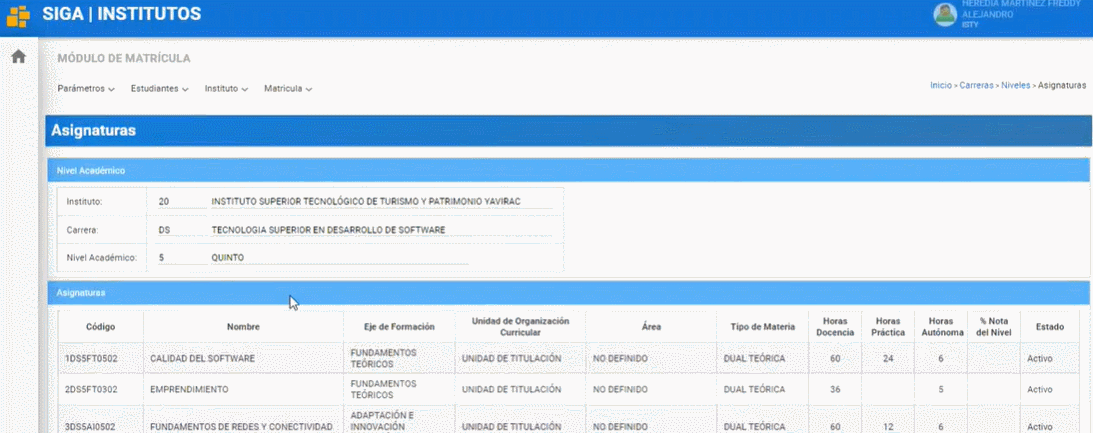 SIGA | INSTITUTOS
HEREDIA MARTINEZ FREDDY
ALEJANDRO
ISTY
MÓDULO DE MATRÍCULA
Parámetros Estudiantes Instituto Matricula
Inicio > Carreras > Niveles > Asignaturas
Asignaturas
Nivel Académico
Instituto: 20 INSTITUTO SUPERIOR TECNOLÓGICO DE TURISMO Y PATRIMONIO YAVIRAC
Carrera: DS TECNOLOGIA SUPERIOR EN DESARROLLO DE SOFTWARE
Nivel Académico: 5 QUINTO
Asignaturas
Código Nombre Eje de Formación Unidad de Organización Curricular Área Tipo de Materia Horas Docencia Horas Práctica Horas Autónoma % Nota del Nivel Estado
1DS5FT0502 CALIDAD DEL SOFTWARE FUNDAMENTOS TEÓRICOS UNIDAD DE TITULACIÓN NO DEFINIDO DUAL TEÓRICA 60 24 6 Activo
2DS5FT0302 EMPRENDIMIENTO FUNDAMENTOS TEÓRICOS UNIDAD DE TITULACIÓN NO DEFINIDO DUAL TEÓRICA 36 5 Activo
3DS5AI0502 FUNDAMENTOS DE REDES Y CONECTIVIDAD ADAPTACIÓN E INNOVACIÓN UNIDAD DE TITULACIÓN NO DEFINIDO DUAL TEÓRICA 60 12 6 Activo